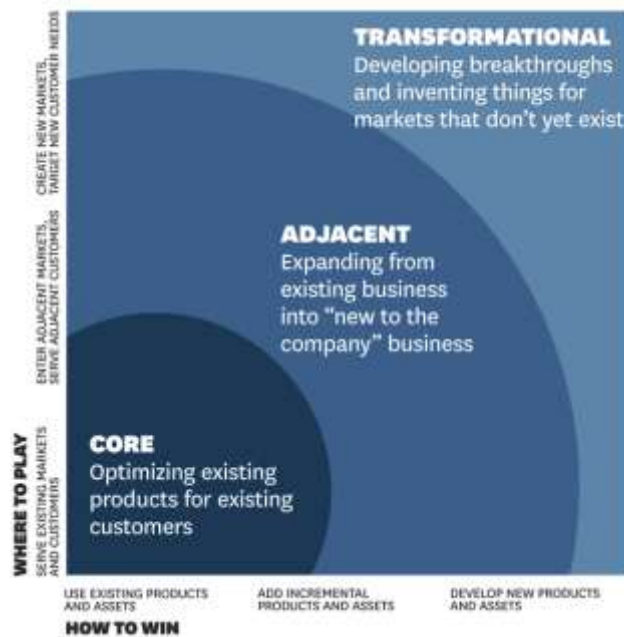 TRANSFORMATIONAL
Developing breakthroughs
and inventing things for
markets that don't yet exist
ADJACENT
Expanding from
existing business
into “new to the
company” business
CORE
Optimizing existing
products for existing
customers
WHERE TO PLAY
CREATE NEW MARKETS,
TARGET NEW CUSTOMER NEEDS
ENTER ADJACENT MARKETS,
SERVE ADJACENT CUSTOMERS
SERVE EXISTING MARKETS
AND CUSTOMERS
USE EXISTING PRODUCTS
AND ASSETS
ADD INCREMENTAL
PRODUCTS AND ASSETS
DEVELOP NEW PRODUCTS
AND ASSETS
HOW TO WIN